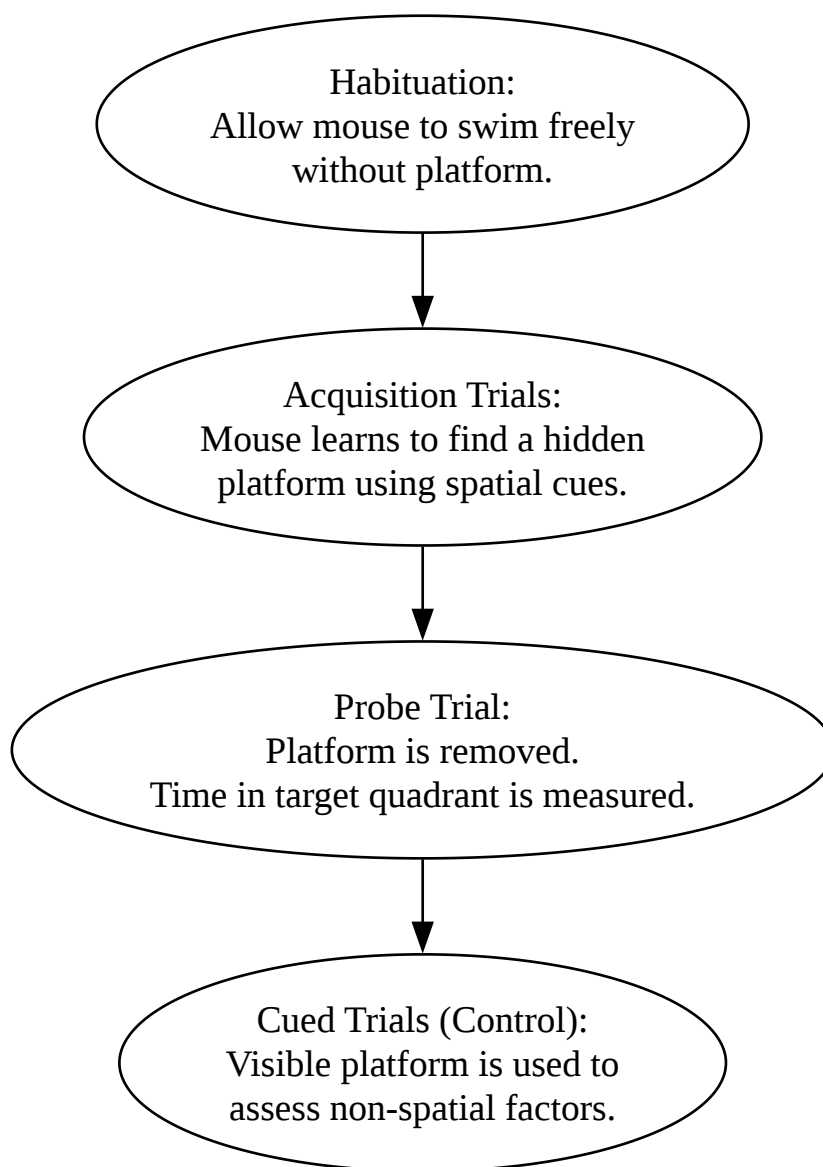 Habituation:
Allow mouse to swim freely
without platform.
Acquisition Trials:
Mouse learns to find a hidden
platform using spatial cues.
Probe Trial:
Platform is removed.
Time in target quadrant is measured.
Cued Trials (Control):
Visible platform is used to
assess non-spatial factors.